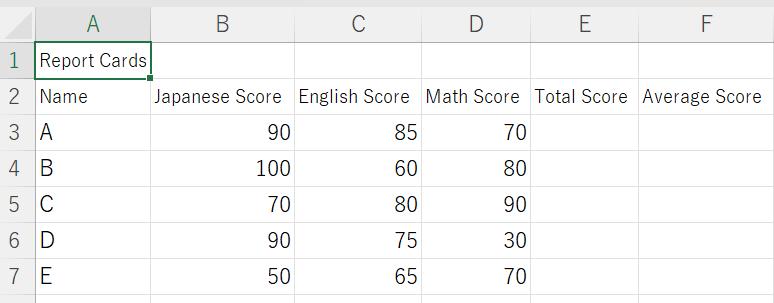 A B C D E F
1 Report Cards
2 Name Japanese Score English Score Math Score Total Score Average Score
3 A 90 85 70
4 B 100 60 80
5 C 70 80 90
6 D 90 75 30
7 E 50 65 70